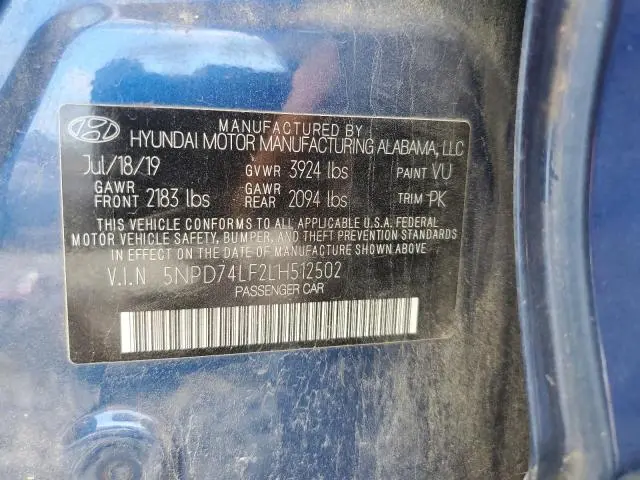 MANUFACTURED BY
HYUNDAI MOTOR MANUFACTURING ALABAMA, LLC
Jul/18/19 GVWR 3924 lbs PAINT VU
GAWR FRONT 2183 lbs GAWR REAR 2094 lbs TRIM PK
THIS VEHICLE CONFORMS TO ALL APPLICABLE U.S.A. FEDERAL
MOTOR VEHICLE SAFETY, BUMPER, AND THEFT PREVENTION STANDARDS
IN EFFECT ON THE DATE OF MANUFACTURE SHOWN ABOVE.
V.I.N 5NPD74LF2LH512502
PASSENGER CAR